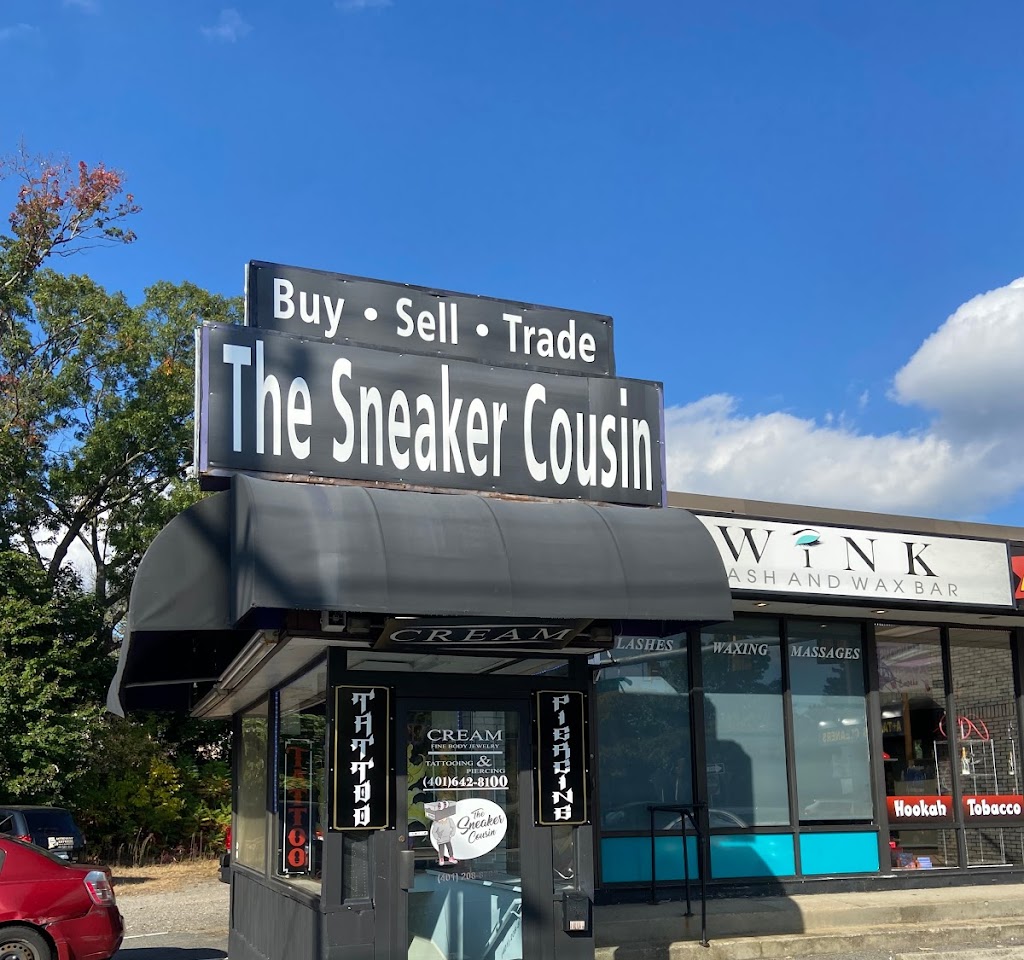 Buy • Sell • Trade
The Sneaker Cousin
WiNK
ASH AND WAX BAR
CREAM
LASHES
WAXING
MASSAGES
TATTOO
PIERCING
TATTOO
CREAM
FINE BODY JEWELRY
TATTOOING &
PIERCING
(401)642-8100
The
Sneaker
Cousin
Hookah
Tobacco